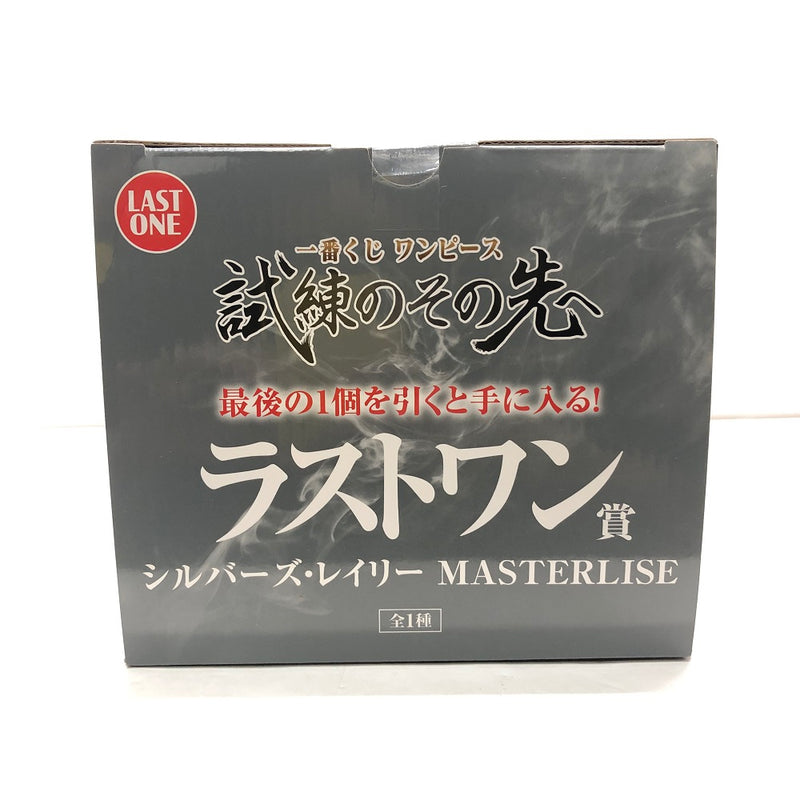 LAST
ONE
一番くじ ワンピース
試練のその先へ
最後の1個を引くと手に入る!
ラストワン賞
シルバーズ・レイリー MASTERLISE
全1種